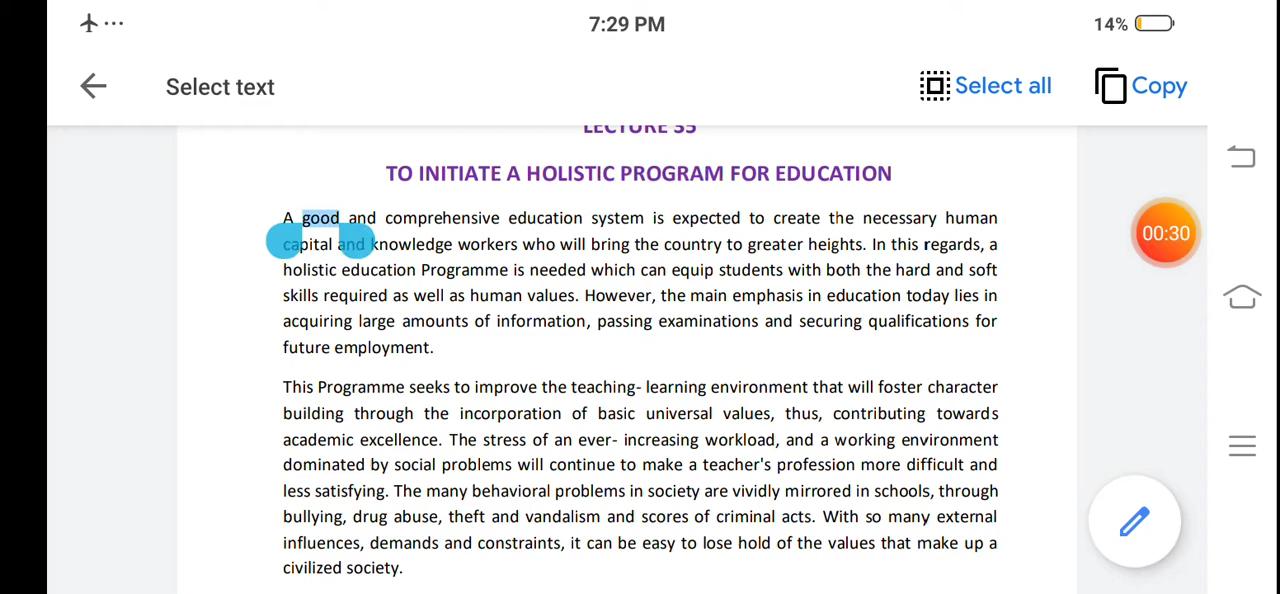 7:29 PM
14%
Select text
Select all
Copy
LECTURE 35
TO INITIATE A HOLISTIC PROGRAM FOR EDUCATION
A good and comprehensive education system is expected to create the necessary human
capital and knowledge workers who will bring the country to greater heights. In this regards, a
00:30
holistic education Programme is needed which can equip students with both the hard and soft
skills required as well as human values. However, the main emphasis in education today lies in
acquiring large amounts of information, passing examinations and securing qualifications for
future employment.
This Programme seeks to improve the teaching- learning environment that will foster character
building through the incorporation of basic universal values, thus, contributing towards
academic excellence. The stress of an ever- increasing workload, and a working environment
dominated by social problems will continue to make a teacher's profession more difficult and
less satisfying. The many behavioral problems in society are vividly mirrored in schools, through
bullying, drug abuse, theft and vandalism and scores of criminal acts. With so many external
influences, demands and constraints, it can be easy to lose hold of the values that make up a
civilized society.